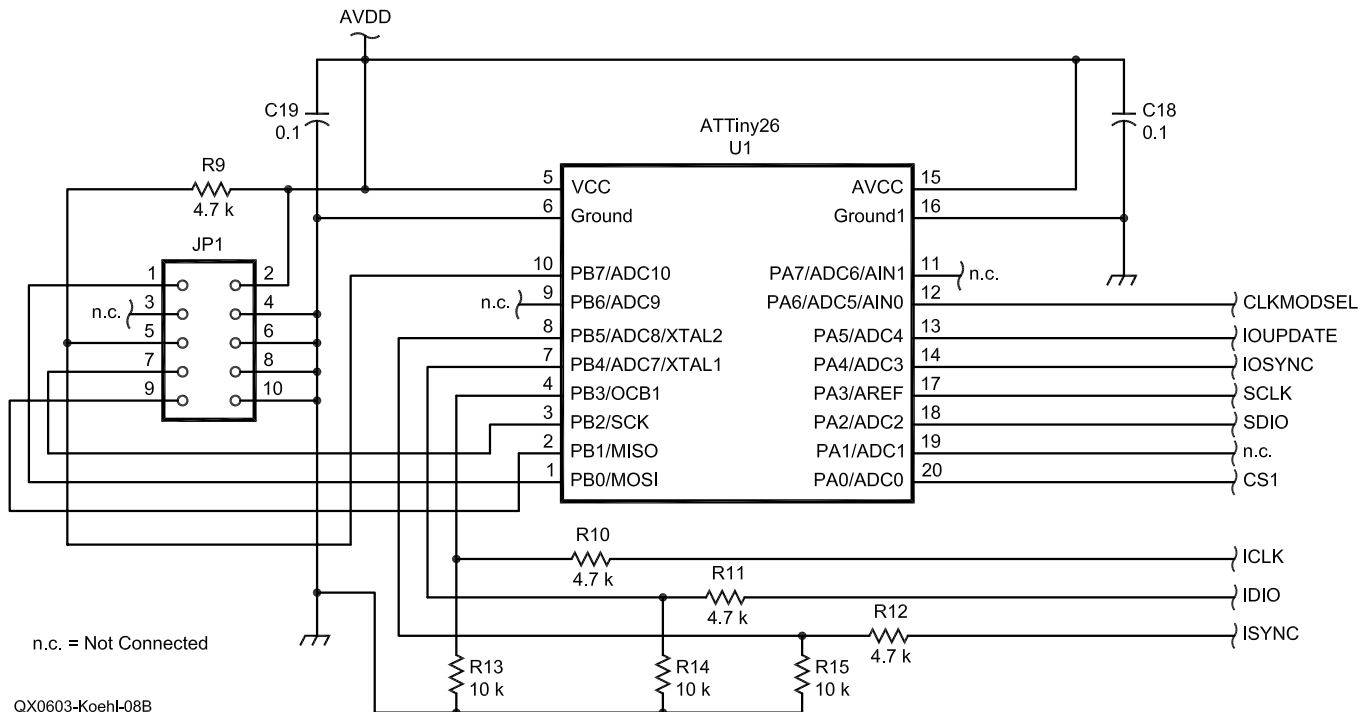 AVDD
C19
0.1
C18
0.1
ATTiny26
U1
R9
4.7 k
5
VCC
AVCC
15
6
Ground
Ground1
16
JP1
1
2
3
4
5
6
7
8
9
10
n.c.
10
PB7/ADC10
PA7/ADC6/AIN1
11
n.c.
n.c.
9
PB6/ADC9
PA6/ADC5/AIN0
12
CLKMODSEL
8
PB5/ADC8/XTAL2
PA5/ADC4
13
IOUPDATE
7
PB4/ADC7/XTAL1
PA4/ADC3
14
IOSYNC
4
PB3/OCB1
PA3/AREF
17
SCLK
3
PB2/SCK
PA2/ADC2
18
SDIO
2
PB1/MISO
PA1/ADC1
19
n.c.
1
PB0/MOSI
PA0/ADC0
20
CS1
R10
4.7 k
ICLK
R11
4.7 k
IDIO
R12
4.7 k
ISYNC
n.c. = Not Connected
R13
10 k
R14
10 k
R15
10 k
QX0603-Koehl-08B